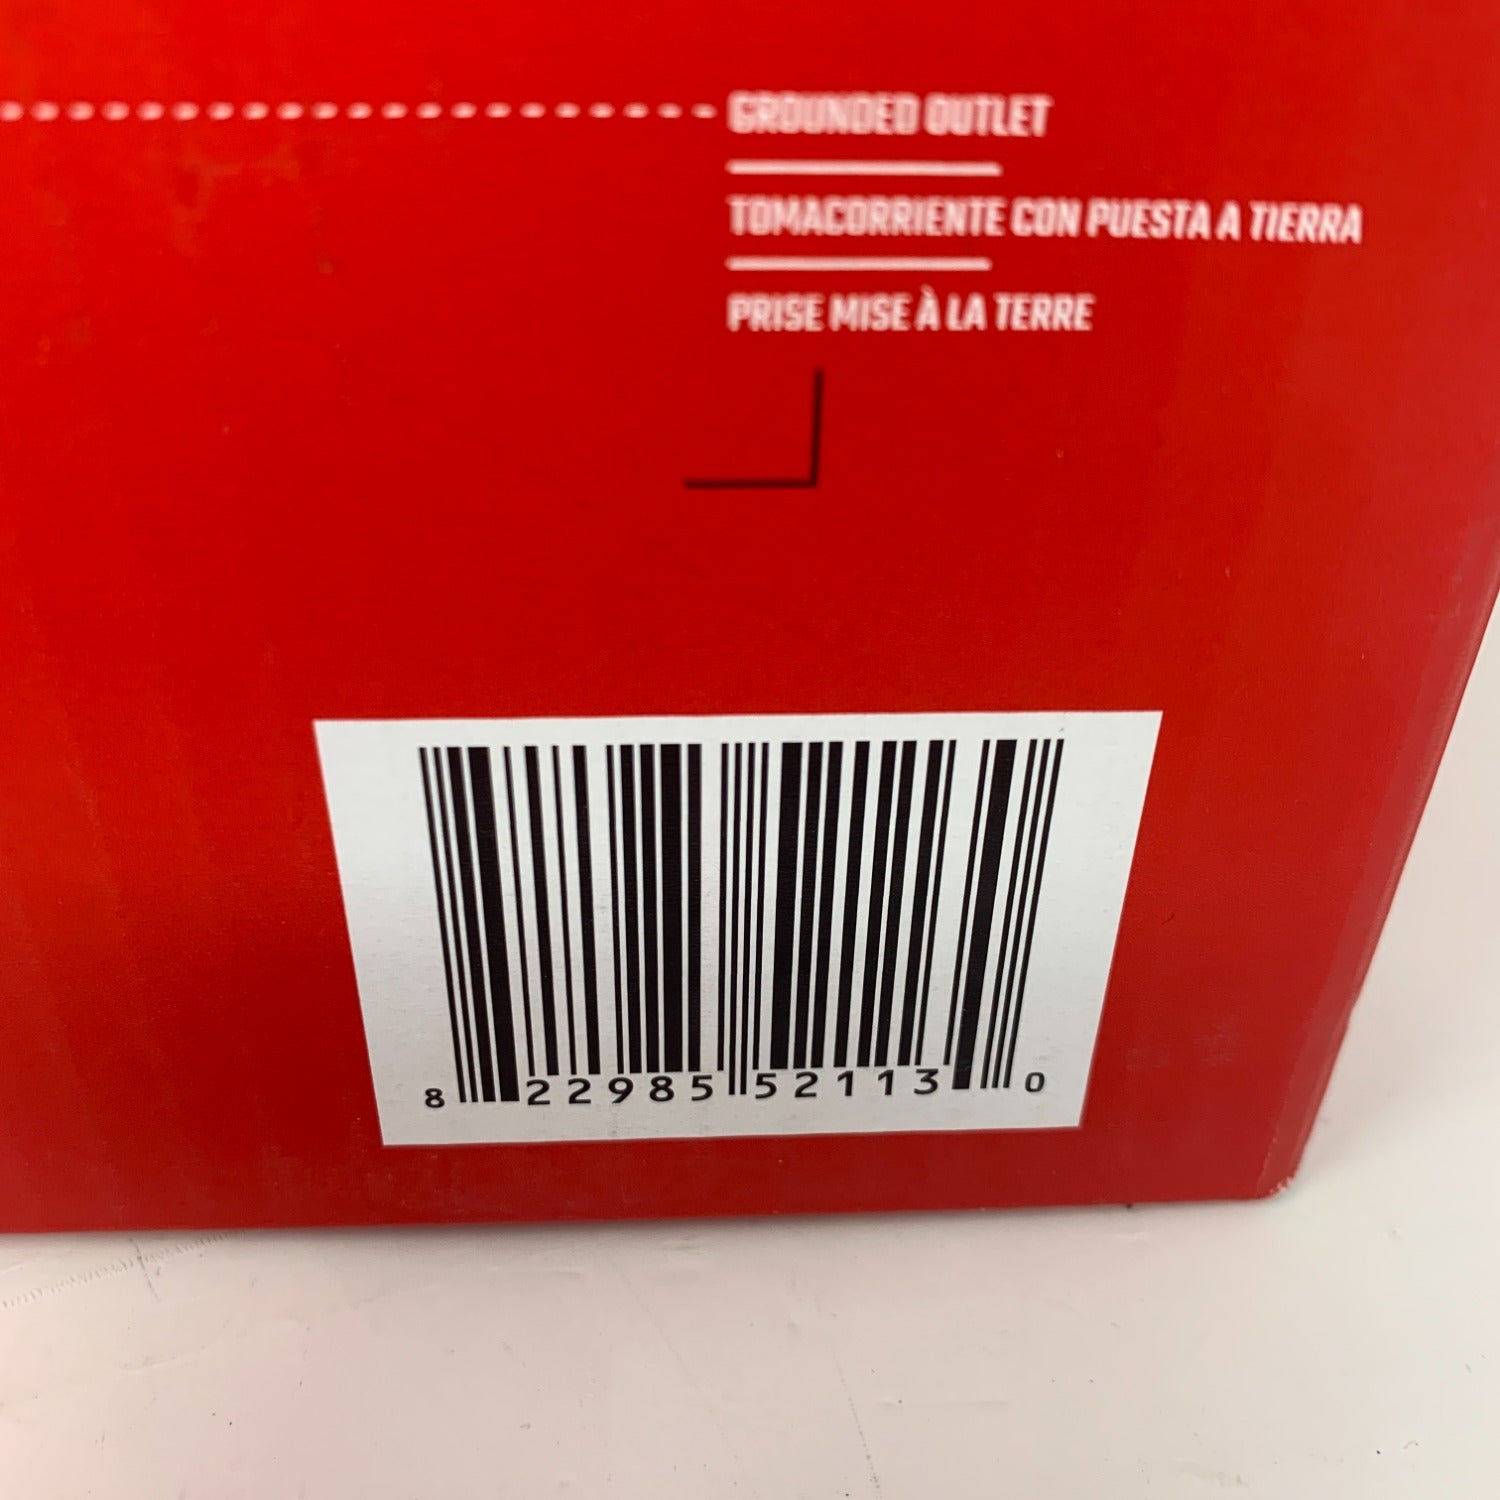 GROUNDED OUTLET
TOMACORRIENTE CON PUESTA A TIERRA
PRISE MISE À LA TERRE
8 22985 52113 0